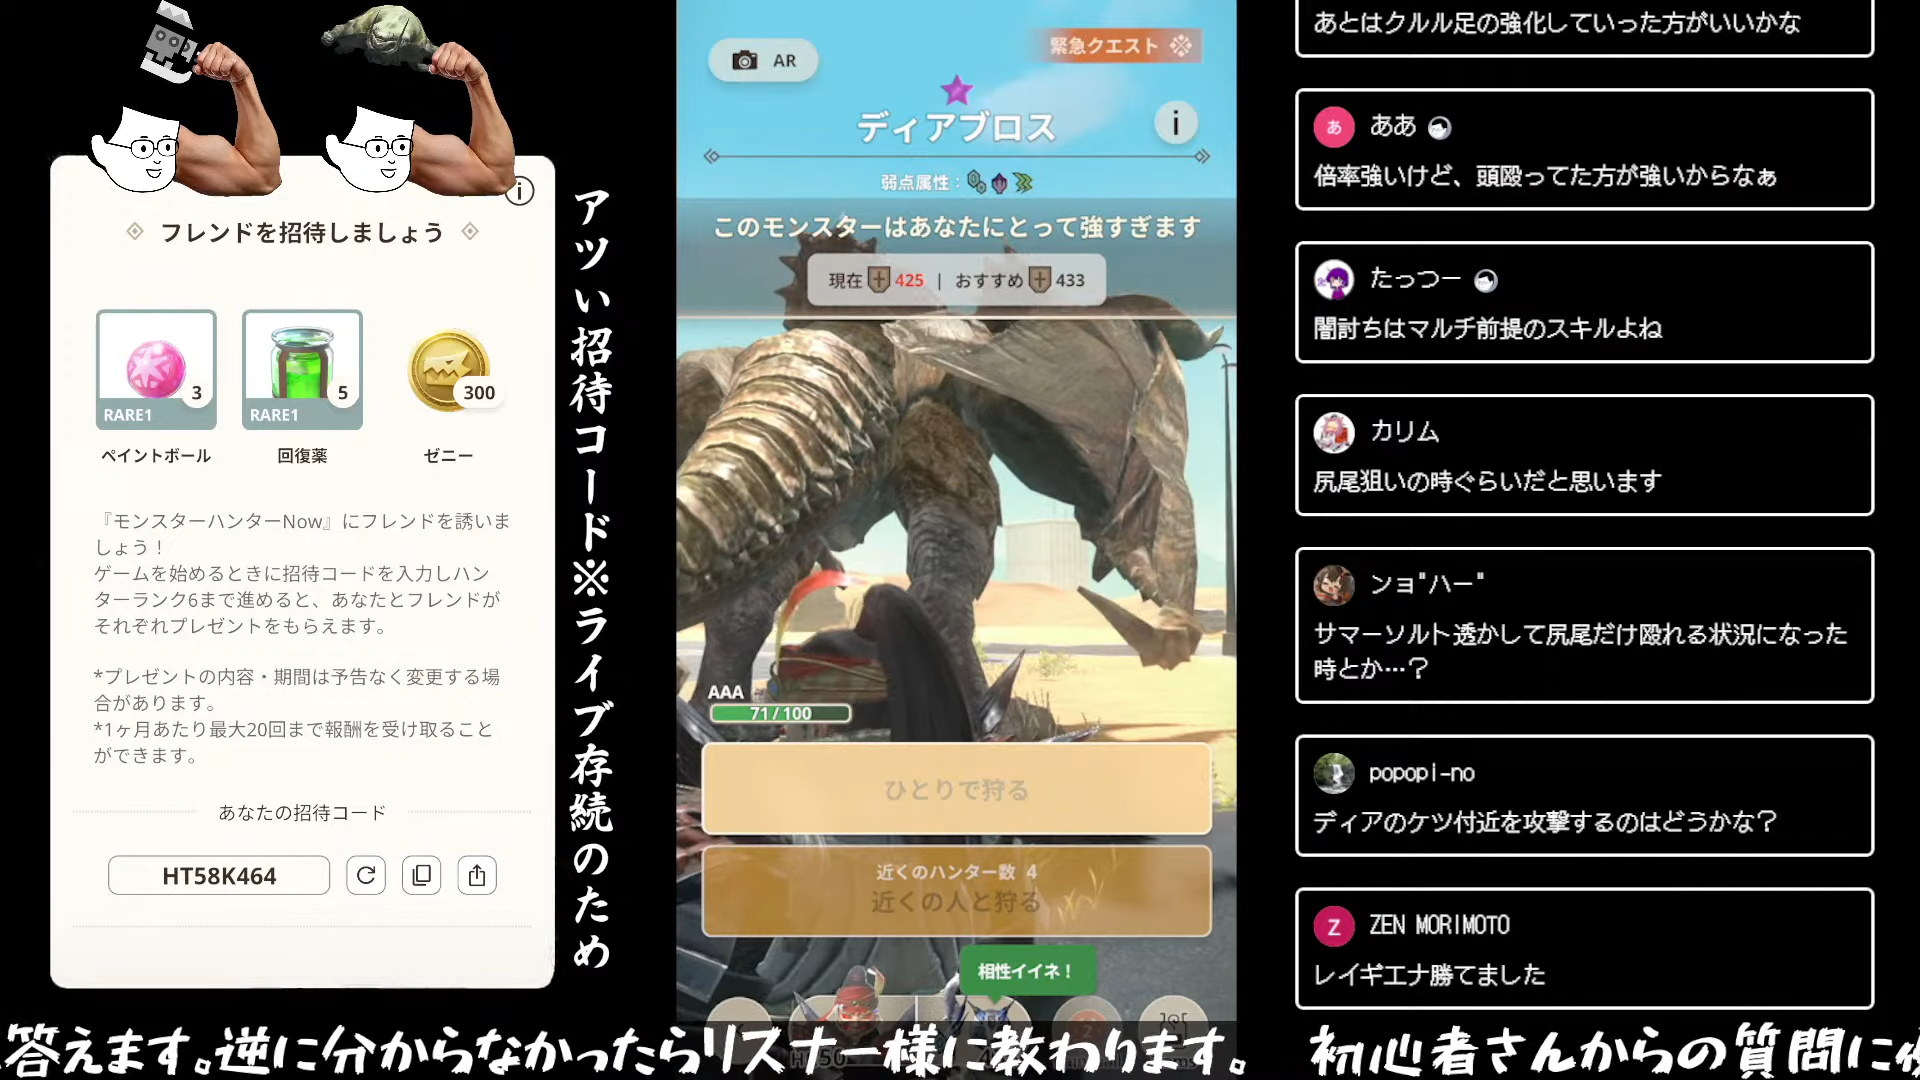 フレンドを招待しましょう
3
RARE1
ペイントボール
5
RARE1
回復薬
300
ゼニー
『モンスターハンターNow』にフレンドを誘いま
しょう！
ゲームを始めるときに招待コードを入力しハン
ターランク6まで進めると、あなたとフレンドが
それぞれプレゼントをもらえます。
*プレゼントの内容・期間は予告なく変更する場
合があります。
*1ヶ月あたり最大20回まで報酬を受け取ること
ができます。
あなたの招待コード
HT58K464
アツい招待コード※ライブ存続のため
AR
緊急クエスト
ディアブロス
i
弱点属性：
このモンスターはあなたにとって強すぎます
現在 425 | おすすめ 433
AAA
71/100
ひとりで狩る
近くのハンター数 4
近くの人と狩る
相性イイネ！
あとはクルル足の強化していった方がいいかな
あ ああ
倍率強いけど、頭殴ってた方が強いからなぁ
たっつー
闇討ちはマルチ前提のスキルよね
カリム
尻尾狙いの時ぐらいだと思います
ンョ"ハー"
サマーソルト透かして尻尾だけ殴れる状況になった
時とか…？
popopi-no
ディアのケツ付近を攻撃するのはどうかな？
Z ZEN MORIMOTO
レイギエナ勝てました
答えます。逆に分からなかったらリスナー様に教わります。 初心者さんからの質問に